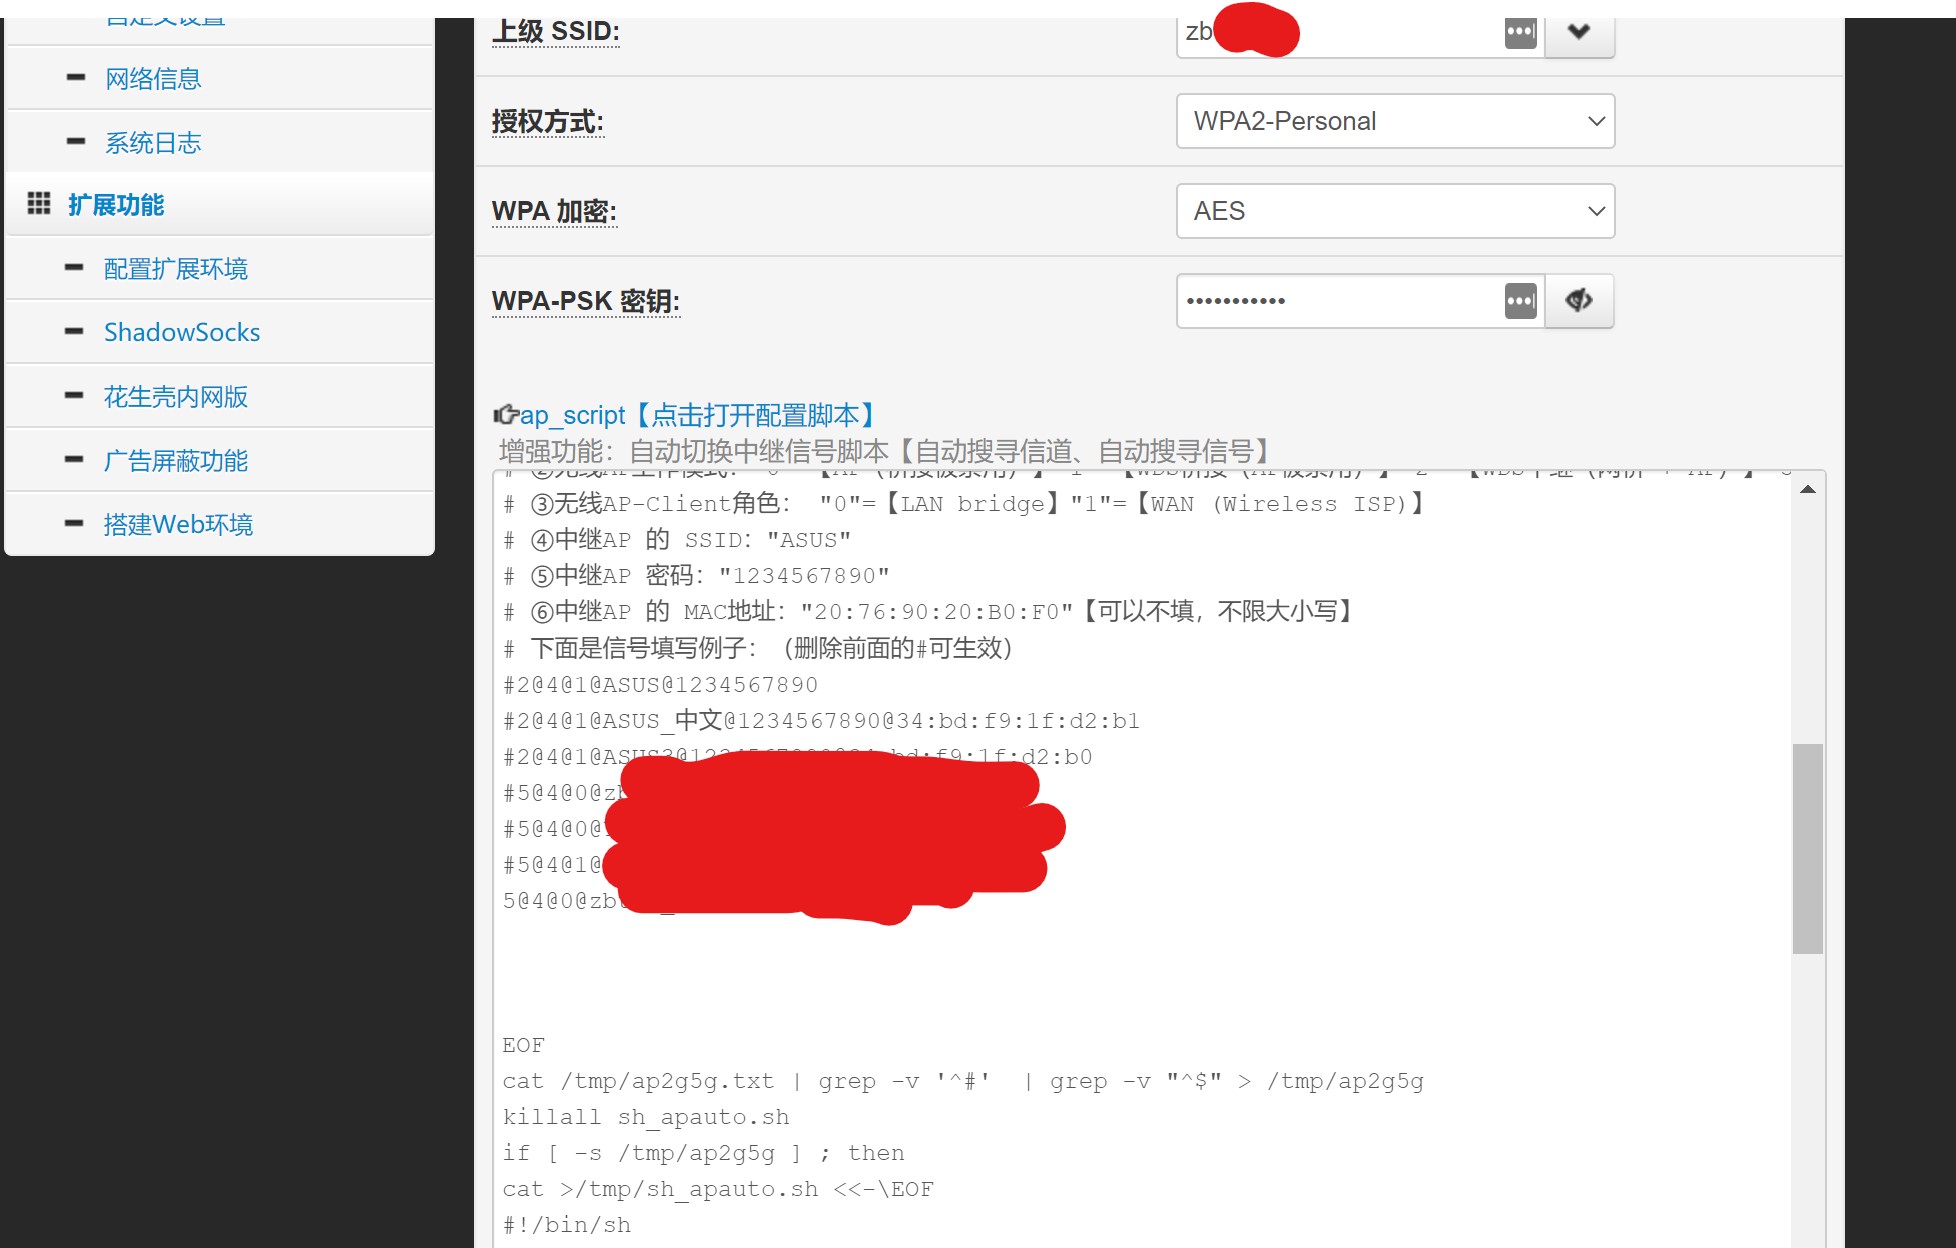 自定义设置
网络信息
系统日志
扩展功能
配置扩展环境
ShadowSocks
花生壳内网版
广告屏蔽功能
搭建Web环境
上级 SSID:
zb
授权方式:
WPA2-Personal
WPA 加密:
AES
WPA-PSK 密钥:
•••••••••••
ap_script【点击打开配置脚本】
增强功能：自动切换中继信号脚本【自动搜寻信道、自动搜寻信号】
# ③无线AP-Client角色： "0"=【LAN bridge】"1"=【WAN (Wireless ISP)】
# ④中继AP 的 SSID："ASUS"
# ⑤中继AP 密码："1234567890"
# ⑥中继AP 的 MAC地址："20:76:90:20:B0:F0"【可以不填，不限大小写】
# 下面是信号填写例子：（删除前面的#可生效）
#2@4@1@ASUS@1234567890
#2@4@1@ASUS_中文@1234567890@34:bd:f9:1f:d2:b1
#2@4@1@ASUS3@1234567890@34:bd:f9:1f:d2:b0
#5@4@0@zb
#5@4@0@
#5@4@1@
5@4@0@zb
EOF
cat /tmp/ap2g5g.txt | grep -v '^#'  | grep -v "^$" > /tmp/ap2g5g
killall sh_apauto.sh
if [ -s /tmp/ap2g5g ] ; then
cat >/tmp/sh_apauto.sh <<-\EOF
#!/bin/sh